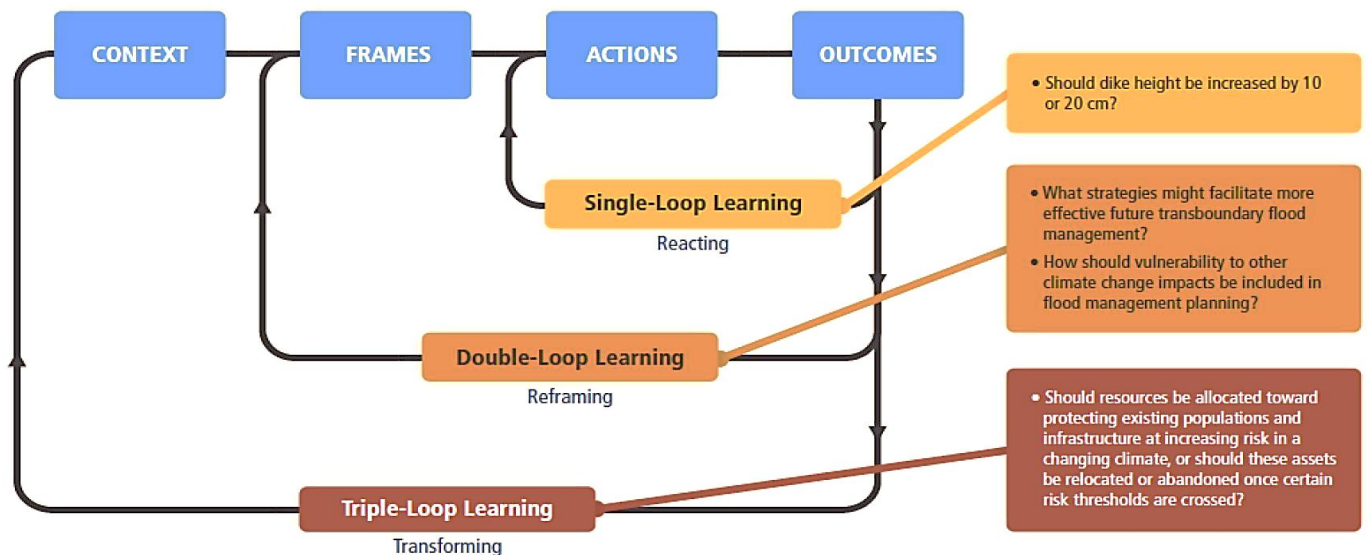 CONTEXT
FRAMES
ACTIONS
OUTCOMES
• Should dike height be increased by 10
or 20 cm?
Single-Loop Learning
Reacting
• What strategies might facilitate more
effective future transboundary flood
management?
• How should vulnerability to other
climate change impacts be included in
flood management planning?
Double-Loop Learning
Reframing
• Should resources be allocated toward
protecting existing populations and
infrastructure at increasing risk in a
changing climate, or should these assets
be relocated or abandoned once certain
risk thresholds are crossed?
Triple-Loop Learning
Transforming